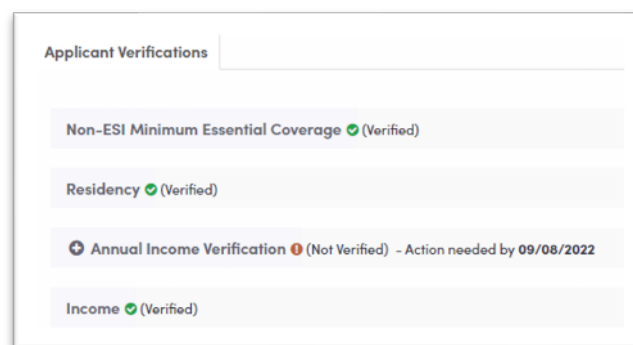 Applicant Verifications
Non-ESI Minimum Essential Coverage (Verified)
Residency (Verified)
Annual Income Verification (Not Verified) - Action needed by 09/08/2022
Income (Verified)